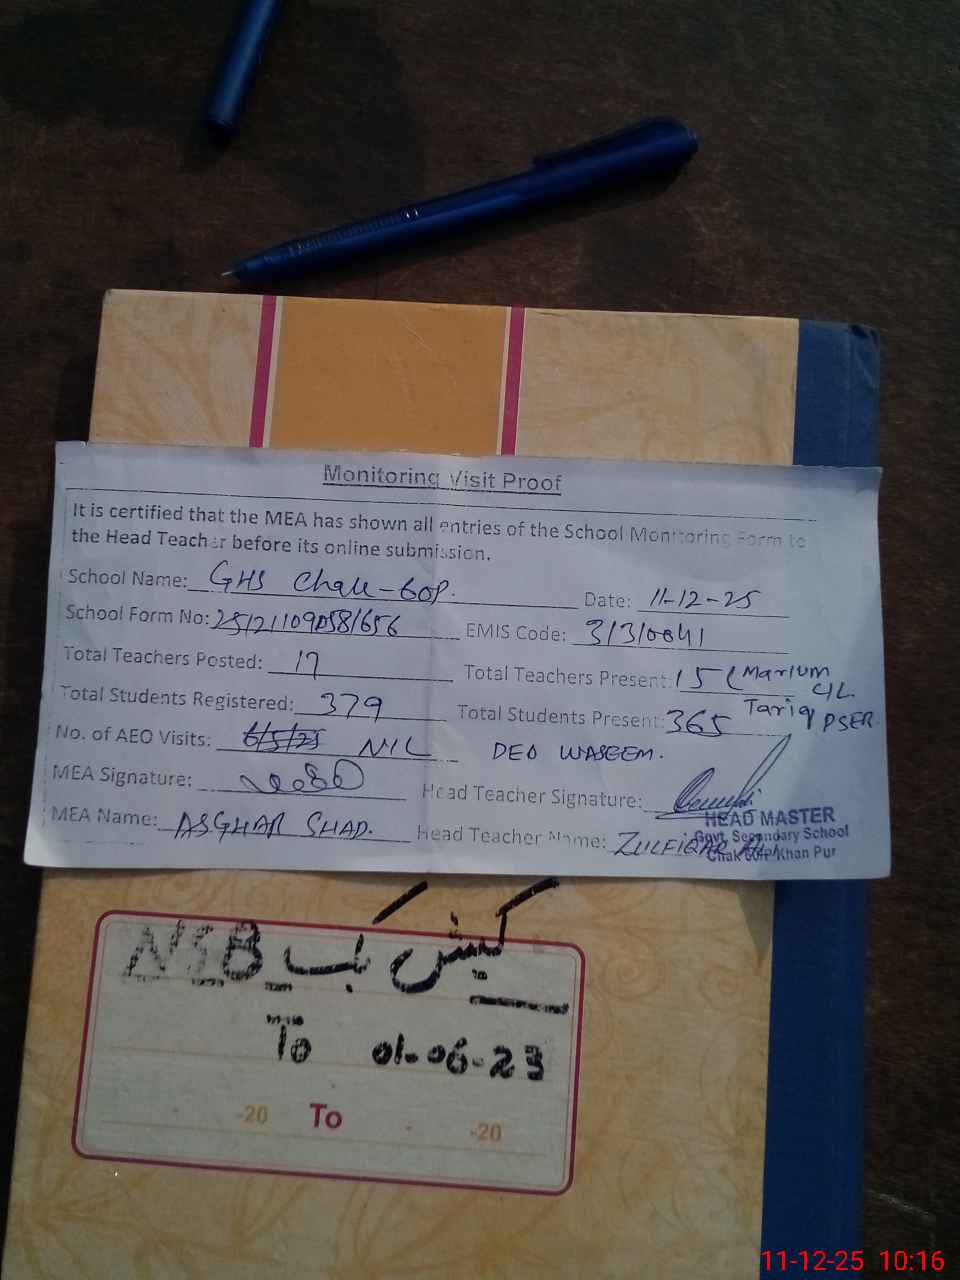 Monitoring Visit Proof
It is certified that the MEA has shown all entries of the School Monitoring Form to
the Head Teacher before its online submission.
School Name: GHS Chak-60P. Date: 11-12-25
School Form No: EMIS Code: 31310041
Total Teachers Posted: 17 Total Teachers Present: 15 (Marium C/L
Tariq PSER.
Total Students Registered: 379 Total Students Present: 365
No. of AEO Visits: 6/5/25 NIL DEO WASEEM.
MEA Signature: Head Teacher Signature:
HEAD MASTER
Govt. Secondary School
Chak 60/P Khan Pur
MEA Name: ASGHAR SHAD. Head Teacher Name: ZULFIQAR ALI
کیش بک NSB
To 01-06-23
-20 To -20
11-12-25 10:16